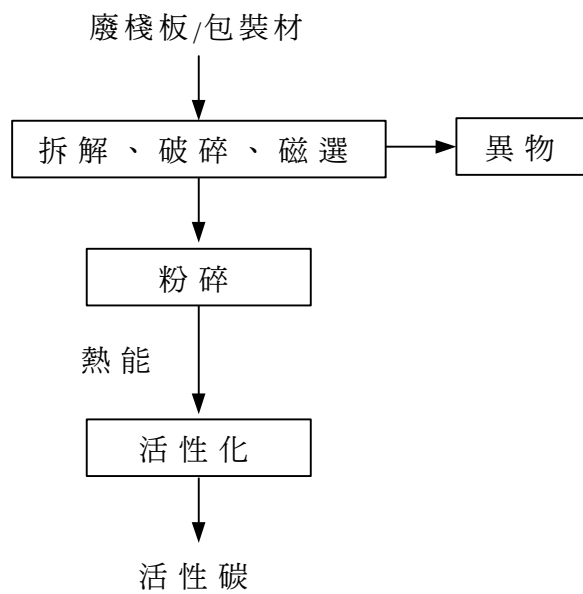 廢棧板/包裝材
拆解、破碎、磁選
異物
粉碎
熱能
活性化
活性碳